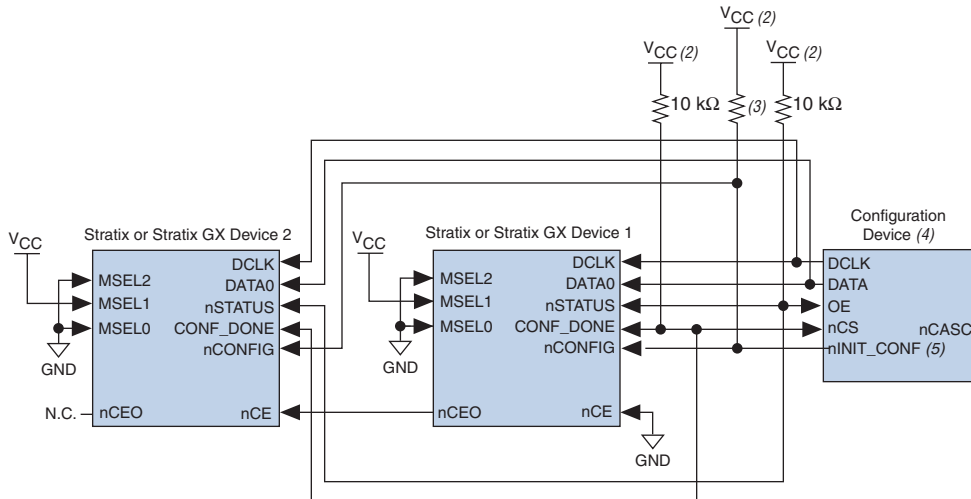 VCC (2)
VCC (2)
VCC (2)
10 kΩ
(3)
10 kΩ
Stratix or Stratix GX Device 2
VCC
MSEL2
MSEL1
MSEL0
GND
DCLK
DATA0
nSTATUS
CONF_DONE
nCONFIG
N.C.
nCEO
nCE
Stratix or Stratix GX Device 1
VCC
MSEL2
MSEL1
MSEL0
GND
DCLK
DATA0
nSTATUS
CONF_DONE
nCONFIG
nCEO
nCE
GND
Configuration
Device (4)
DCLK
DATA
OE
nCS
nCASC
nINIT_CONF (5)